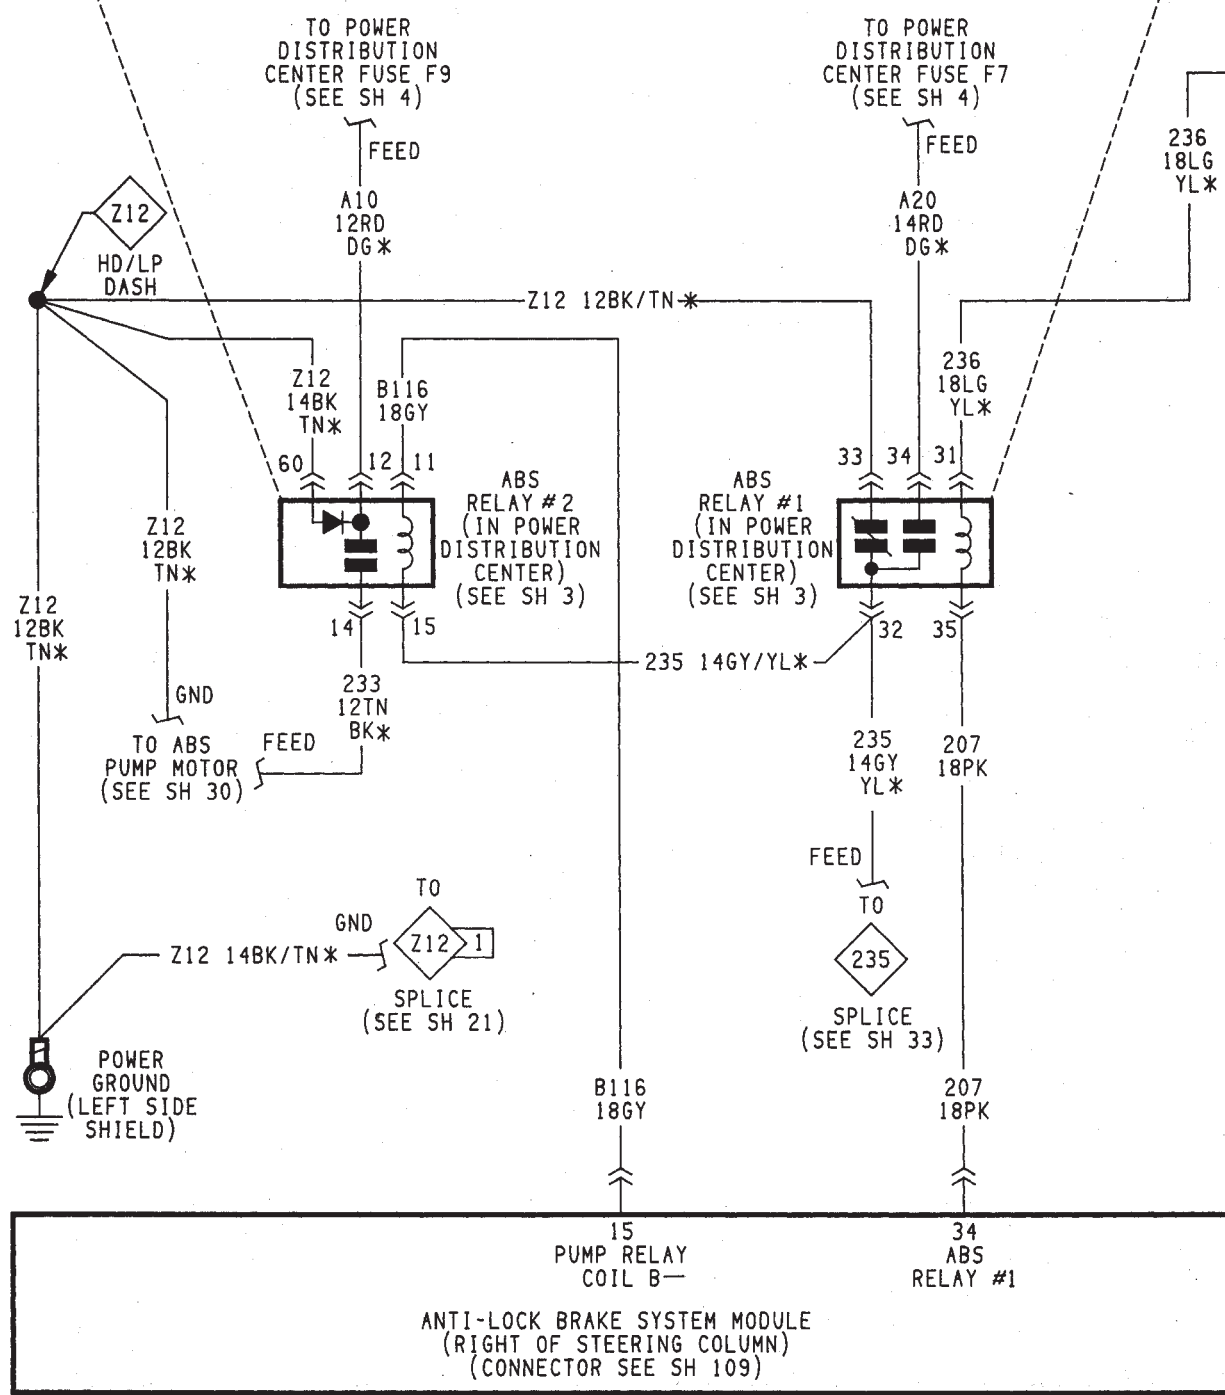 TO POWER
DISTRIBUTION
CENTER FUSE F9
(SEE SH 4)
FEED
A10
12RD
DG*
TO POWER
DISTRIBUTION
CENTER FUSE F7
(SEE SH 4)
FEED
A20
14RD
DG*
236
18LG
YL*
Z12
HD/LP
DASH
Z12 12BK/TN*
Z12
14BK
TN*
B116
18GY
236
18LG
YL*
60
12
11
33
34
31
ABS
RELAY #2
(IN POWER
DISTRIBUTION
CENTER)
(SEE SH 3)
ABS
RELAY #1
(IN POWER
DISTRIBUTION
CENTER)
(SEE SH 3)
Z12
12BK
TN*
Z12
12BK
TN*
14
15
32
35
235 14GY/YL*
GND
TO ABS
PUMP MOTOR
(SEE SH 30)
FEED
233
12TN
BK*
235
14GY
YL*
207
18PK
FEED
TO
235
SPLICE
(SEE SH 33)
TO
GND
Z12
1
Z12 14BK/TN*
SPLICE
(SEE SH 21)
POWER
GROUND
(LEFT SIDE
SHIELD)
B116
18GY
207
18PK
15
PUMP RELAY
COIL B—
34
ABS
RELAY #1
ANTI-LOCK BRAKE SYSTEM MODULE
(RIGHT OF STEERING COLUMN)
(CONNECTOR SEE SH 109)